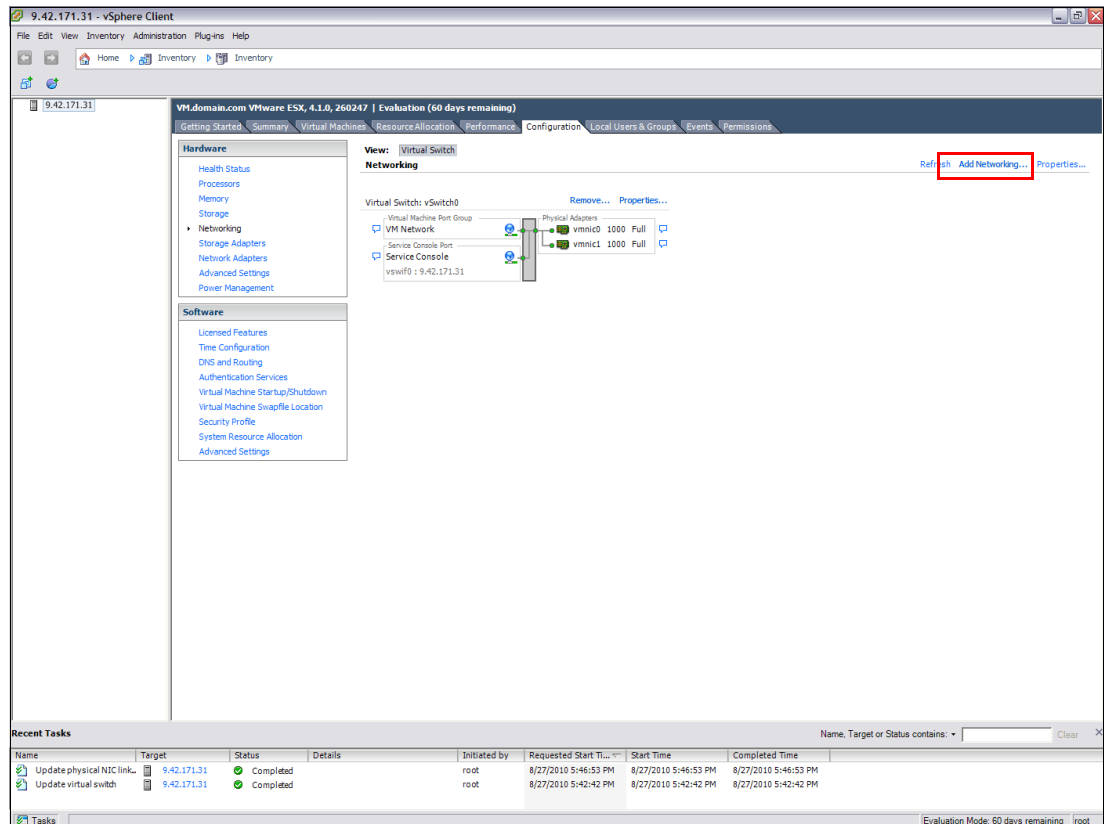 9.42.171.31 - vSphere Client
File Edit View Inventory Administration Plug-ins Help
Home Inventory Inventory
9.42.171.31
VM.domain.com VMware ESX, 4.1.0, 260247 | Evaluation (60 days remaining)
Getting Started Summary Virtual Machines Resource Allocation Performance Configuration Local Users & Groups Events Permissions
Hardware
Health Status
Processors
Memory
Storage
Networking
Storage Adapters
Network Adapters
Advanced Settings
Power Management
Software
Licensed Features
Time Configuration
DNS and Routing
Authentication Services
Virtual Machine Startup/Shutdown
Virtual Machine Swapfile Location
Security Profile
System Resource Allocation
Advanced Settings
View: Virtual Switch
Networking
Refresh Add Networking... Properties...
Virtual Switch: vSwitch0 Remove... Properties...
Virtual Machine Port Group Physical Adapters
VM Network vmnic0 1000 Full
Service Console Port vmnic1 1000 Full
Service Console
vswif0 : 9.42.171.31
Recent Tasks Name, Target or Status contains: Clear
Name Target Status Details Initiated by Requested Start Ti... Start Time Completed Time
Update physical NIC link... 9.42.171.31 Completed root 8/27/2010 5:46:53 PM 8/27/2010 5:46:53 PM 8/27/2010 5:46:53 PM
Update virtual switch 9.42.171.31 Completed root 8/27/2010 5:42:42 PM 8/27/2010 5:42:42 PM 8/27/2010 5:42:42 PM
Tasks Evaluation Mode: 60 days remaining root